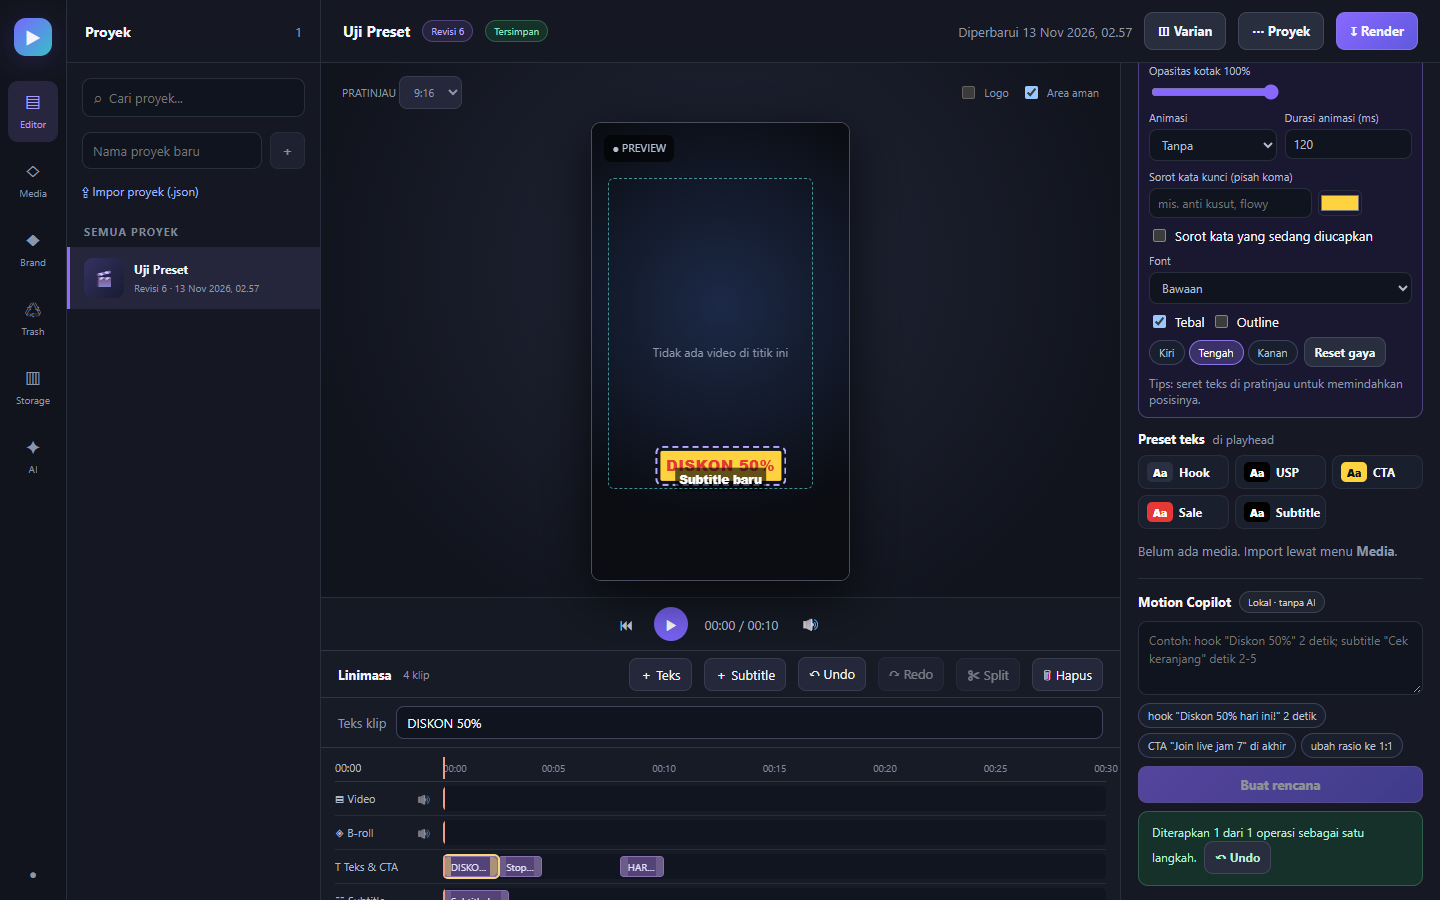 Proyek
1
Uji Preset
Revisi 6
Tersimpan
Diperbarui 13 Nov 2026, 02.57
Varian
Proyek
Render
Editor
Media
Brand
Trash
Storage
AI
Cari proyek...
Nama proyek baru
+
Impor proyek (.json)
SEMUA PROYEK
Uji Preset
Revisi 6 · 13 Nov 2026, 02.57
PRATINJAU
9:16
Logo
Area aman
● PREVIEW
Tidak ada video di titik ini
DISKON 50%
Subtitle baru
00:00 / 00:10
Linimasa
4 klip
+ Teks
+ Subtitle
Undo
Redo
Split
Hapus
Teks klip
DISKON 50%
00:00
00:00
00:05
00:10
00:15
00:20
00:25
00:30
Video
B-roll
T Teks & CTA
DISKO...
Stop...
HAR...
Opasitas kotak 100%
Animasi
Durasi animasi (ms)
Tanpa
120
Sorot kata kunci (pisah koma)
mis. anti kusut, flowy
Sorot kata yang sedang diucapkan
Font
Bawaan
Tebal
Outline
Kiri
Tengah
Kanan
Reset gaya
Tips: seret teks di pratinjau untuk memindahkan
posisinya.
Preset teks
di playhead
Aa Hook
Aa USP
Aa CTA
Aa Sale
Aa Subtitle
Belum ada media. Import lewat menu Media.
Motion Copilot
Lokal · tanpa AI
Contoh: hook "Diskon 50%" 2 detik; subtitle "Cek
keranjang" detik 2-5
hook "Diskon 50% hari ini!" 2 detik
CTA "Join live jam 7" di akhir
ubah rasio ke 1:1
Buat rencana
Diterapkan 1 dari 1 operasi sebagai satu
langkah.
Undo